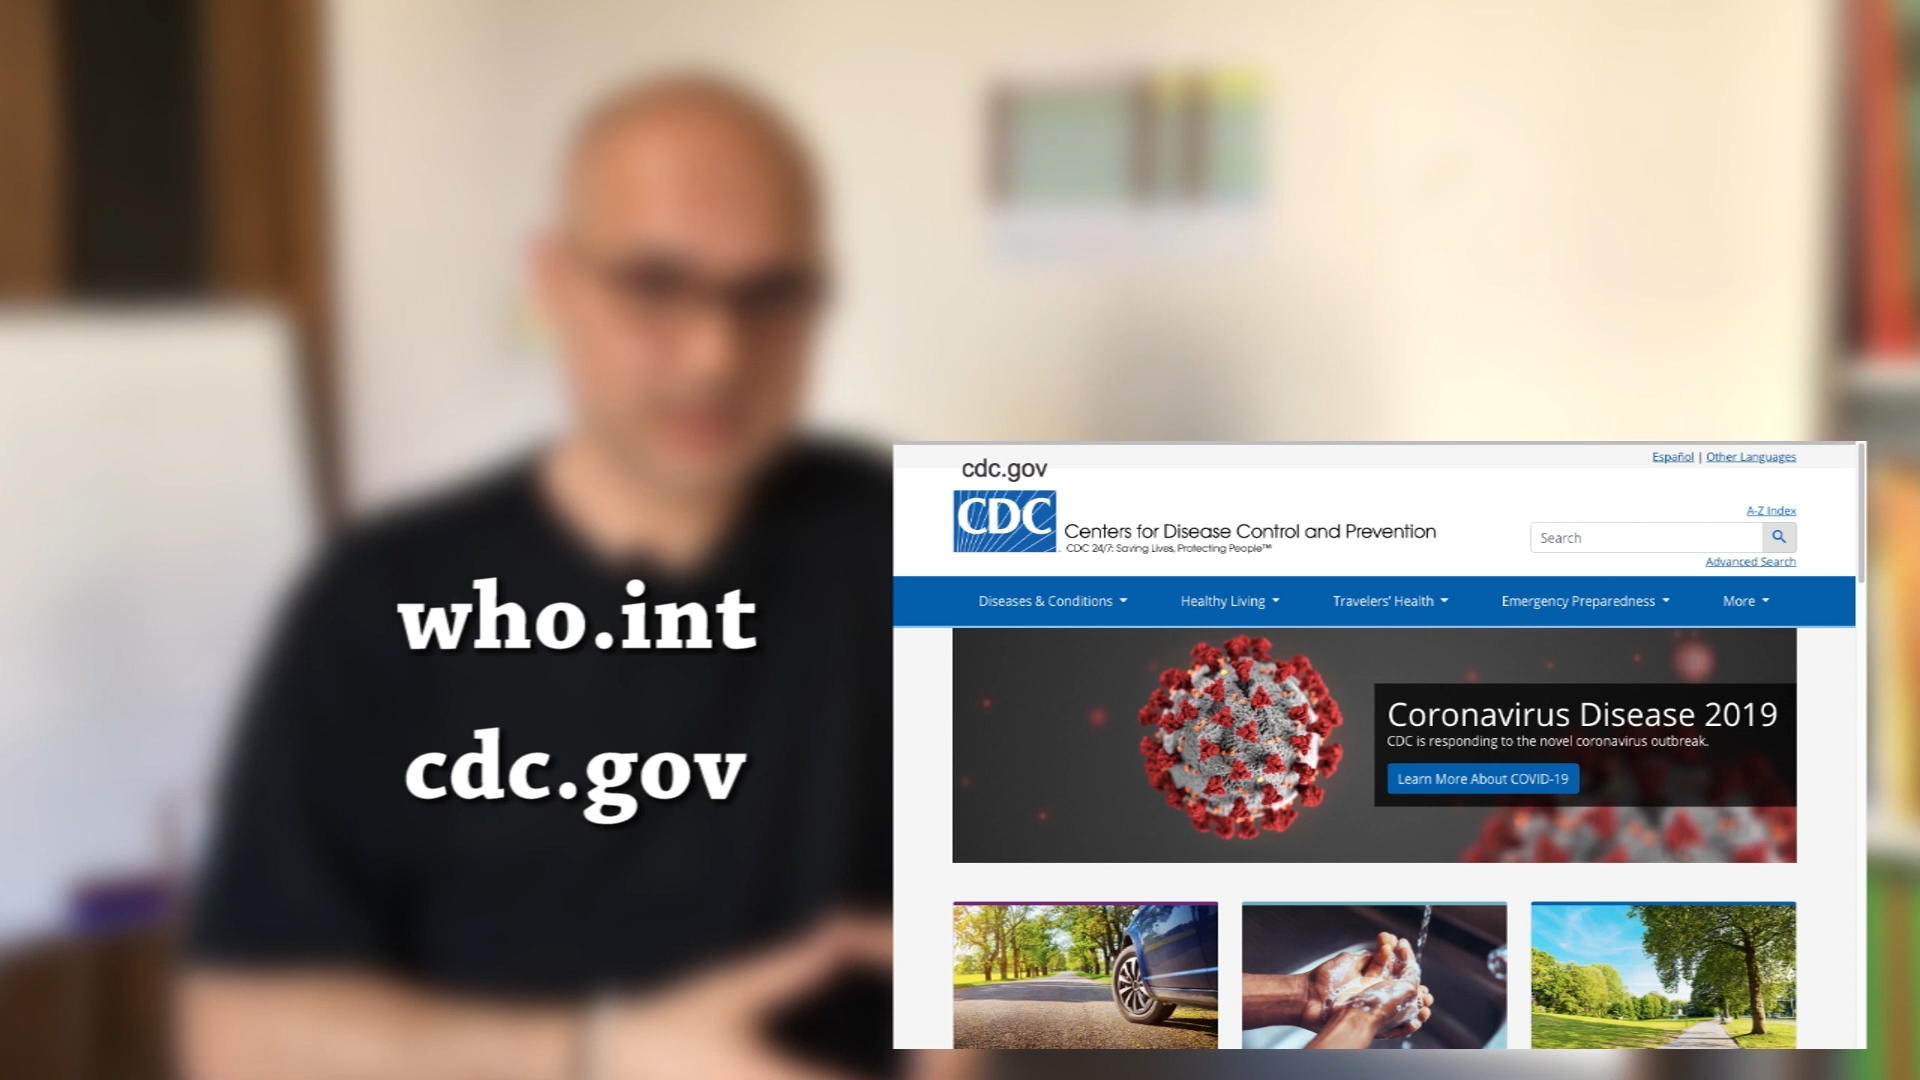 who.int
cdc.gov
cdc.gov
Español | Other Languages
CDC
Centers for Disease Control and Prevention
CDC 24/7: Saving Lives, Protecting People™
A-Z Index
Search
Advanced Search
Diseases & Conditions
Healthy Living
Travelers' Health
Emergency Preparedness
More
Coronavirus Disease 2019
CDC is responding to the novel coronavirus outbreak.
Learn More About COVID-19